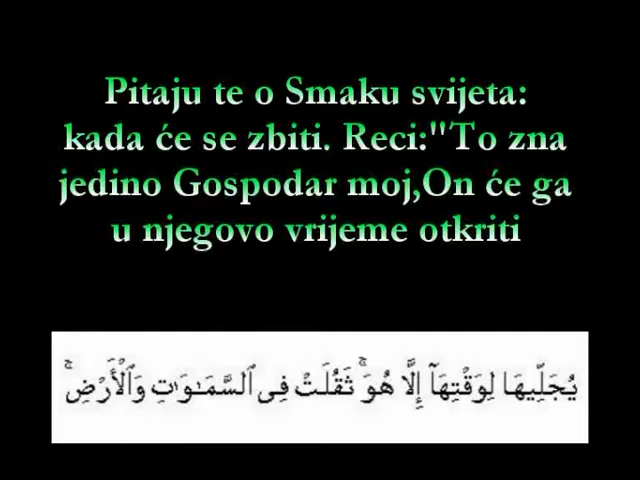 Pitaju te o Smaku svijeta:
kada će se zbiti. Reci:"To zna
jedino Gospodar moj,On će ga
u njegovo vrijeme otkriti
يُجَلِّيهَا لِوَقْتِهَآ إِلَّا هُوَ ۚ ثَقُلَتْ فِى ٱلسَّمَـٰوَٰتِ وَٱلْأَرْضِ ۚ